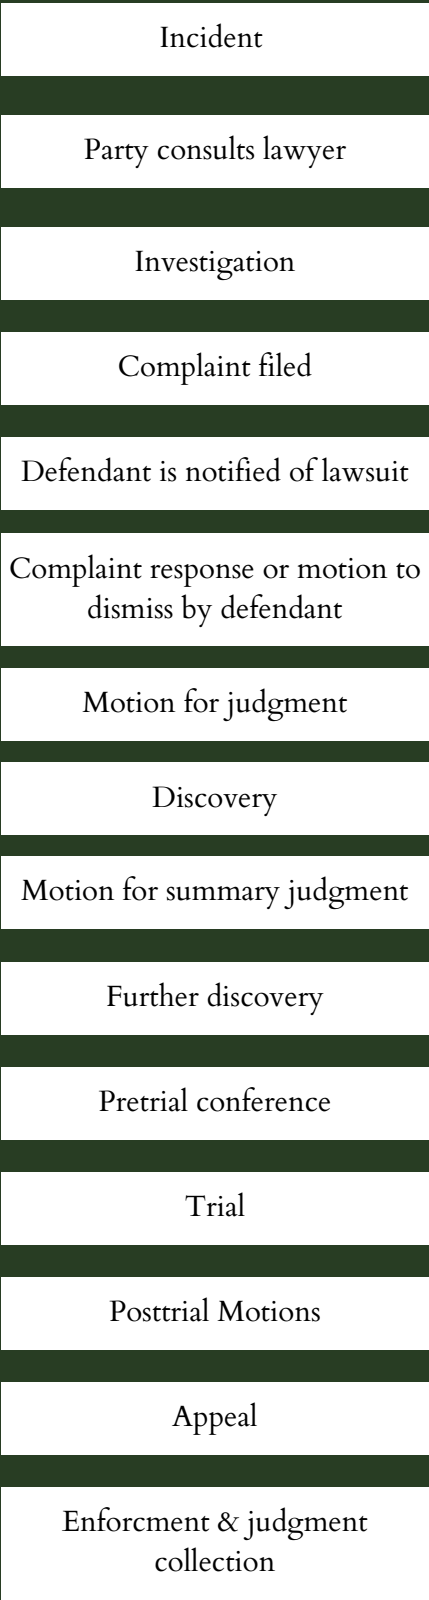 Incident
Party consults lawyer
Investigation
Complaint filed
Defendant is notified of lawsuit
Complaint response or motion to
dismiss by defendant
Motion for judgment
Discovery
Motion for summary judgment
Further discovery
Pretrial conference
Trial
Posttrial Motions
Appeal
Enforcment & judgment
collection